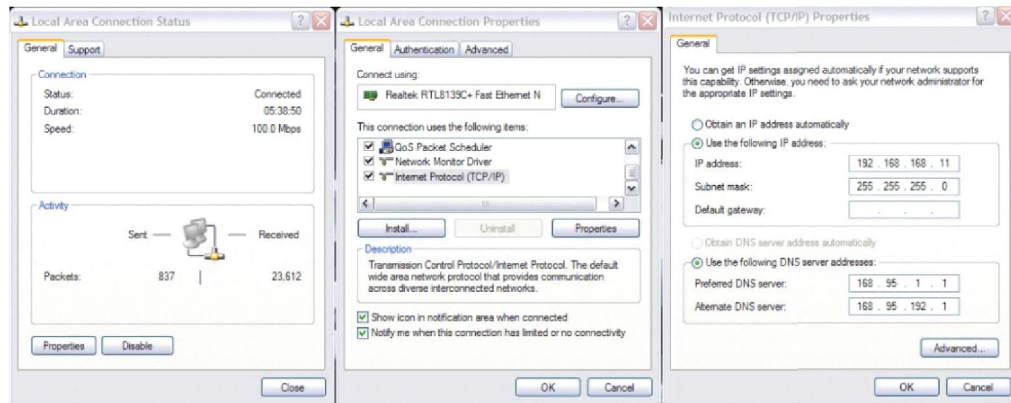 Local Area Connection Status
General Support
Connection
Status: Connected
Duration: 05:38:50
Speed: 100.0 Mbps
Activity
Sent Received
Packets: 837 23,612
Properties Disable
Close
Local Area Connection Properties
General Authentication Advanced
Connect using:
Realtek RTL8139C+ Fast Ethernet N Configure...
This connection uses the following items:
QoS Packet Scheduler
Network Monitor Driver
Internet Protocol (TCP/IP)
Install... Uninstall Properties
Description
Transmission Control Protocol/Internet Protocol. The default
wide area network protocol that provides communication
across diverse interconnected networks.
Show icon in notification area when connected
Notify me when this connection has limited or no connectivity
OK Cancel
Internet Protocol (TCP/IP) Properties
General
You can get IP settings assigned automatically if your network supports
this capability. Otherwise, you need to ask your network administrator for
the appropriate IP settings.
Obtain an IP address automatically
Use the following IP address:
IP address: 192 . 168 . 168 . 11
Subnet mask: 255 . 255 . 255 . 0
Default gateway: . . .
Obtain DNS server address automatically
Use the following DNS server addresses:
Preferred DNS server: 168 . 95 . 1 . 1
Alternate DNS server: 168 . 95 . 192 . 1
Advanced...
OK Cancel